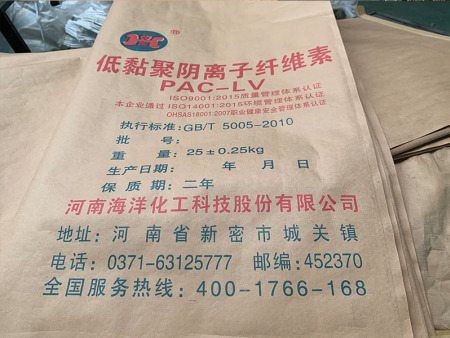 ®
低黏聚阴离子纤维素
PAC-LV
ISO9001:2015质量管理体系认证
本企业通过 ISO14001:2015环境管理体系认证
OHSAS18001:2007职业健康安全管理体系认证
执行标准:GB/T 5005-2010
批 号:
重 量: 25±0.25kg
生产日期: 年 月 日
保 质 期: 二年
河南海洋化工科技股份有限公司
地址: 河南省新密市城关镇
电话: 0371-63125777 邮编: 452370
全国服务热线: 400-1766-168